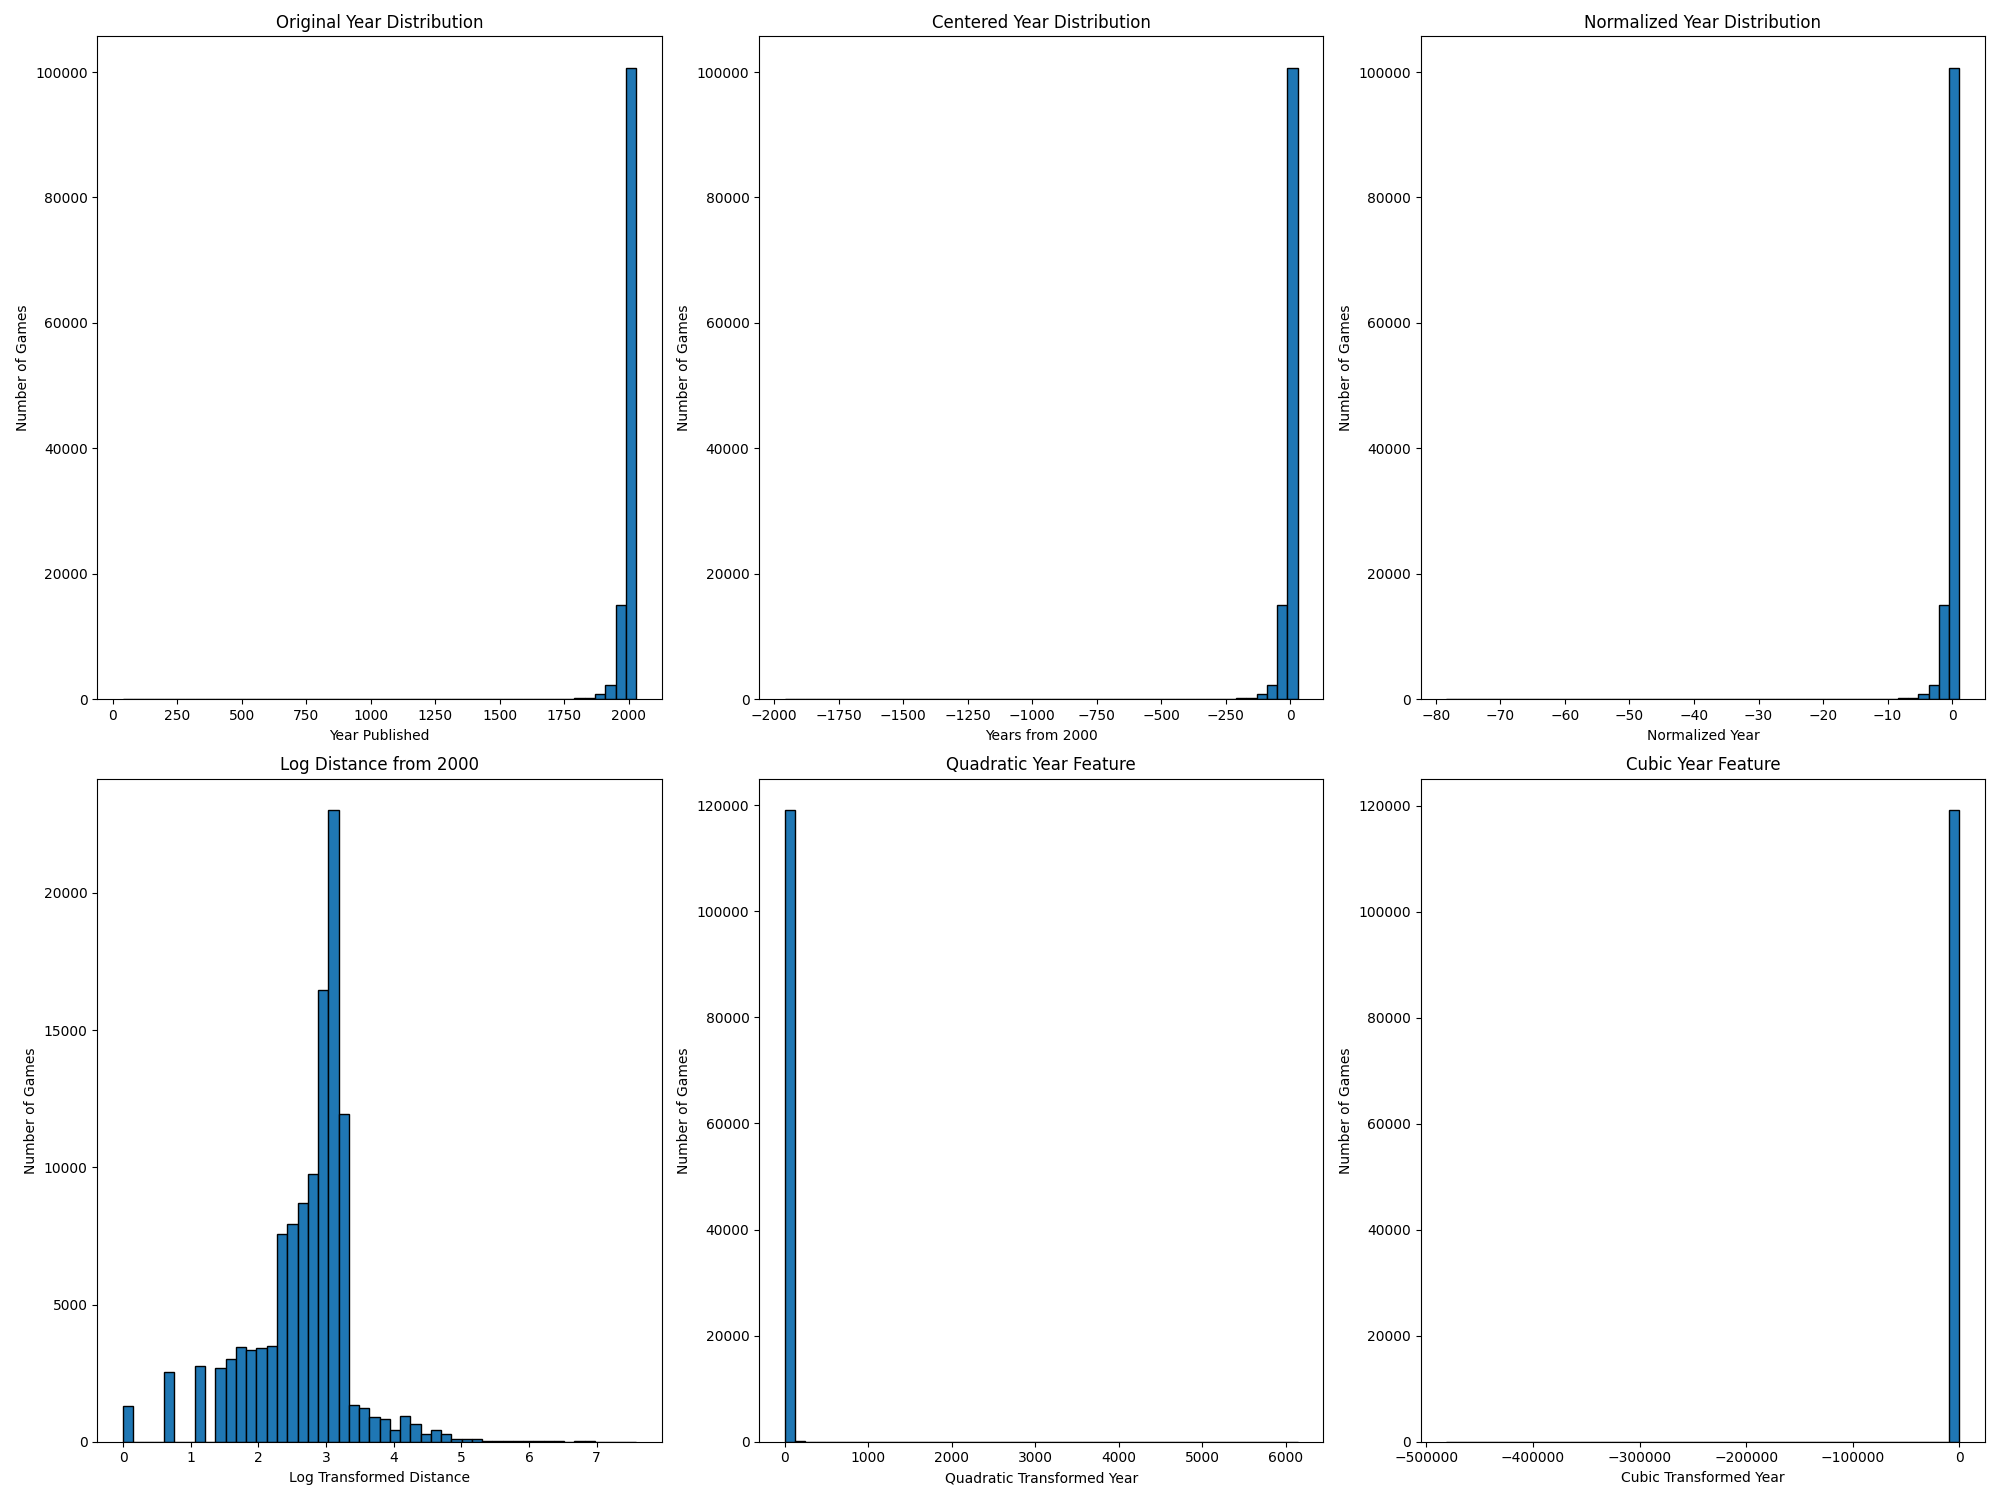 Original Year Distribution
Centered Year Distribution
Normalized Year Distribution
100000
80000
60000
40000
20000
0
Number of Games
0 250 500 750 1000 1250 1500 1750 2000
Year Published
100000
80000
60000
40000
20000
0
Number of Games
−2000 −1750 −1500 −1250 −1000 −750 −500 −250 0
Years from 2000
100000
80000
60000
40000
20000
0
Number of Games
−80 −70 −60 −50 −40 −30 −20 −10 0
Normalized Year
Log Distance from 2000
Quadratic Year Feature
Cubic Year Feature
20000
15000
10000
5000
0
Number of Games
0 1 2 3 4 5 6 7
Log Transformed Distance
120000
100000
80000
60000
40000
20000
0
Number of Games
0 1000 2000 3000 4000 5000 6000
Quadratic Transformed Year
120000
100000
80000
60000
40000
20000
0
Number of Games
−500000 −400000 −300000 −200000 −100000 0
Cubic Transformed Year